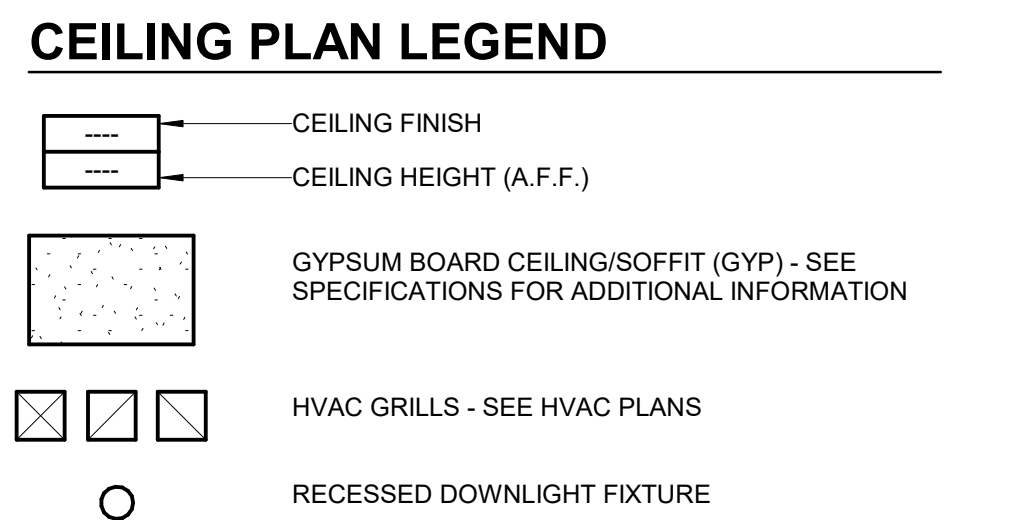 CEILING PLAN LEGEND
----
CEILING FINISH
----
CEILING HEIGHT (A.F.F.)
GYPSUM BOARD CEILING/SOFFIT (GYP) - SEE
SPECIFICATIONS FOR ADDITIONAL INFORMATION
HVAC GRILLS - SEE HVAC PLANS
RECESSED DOWNLIGHT FIXTURE